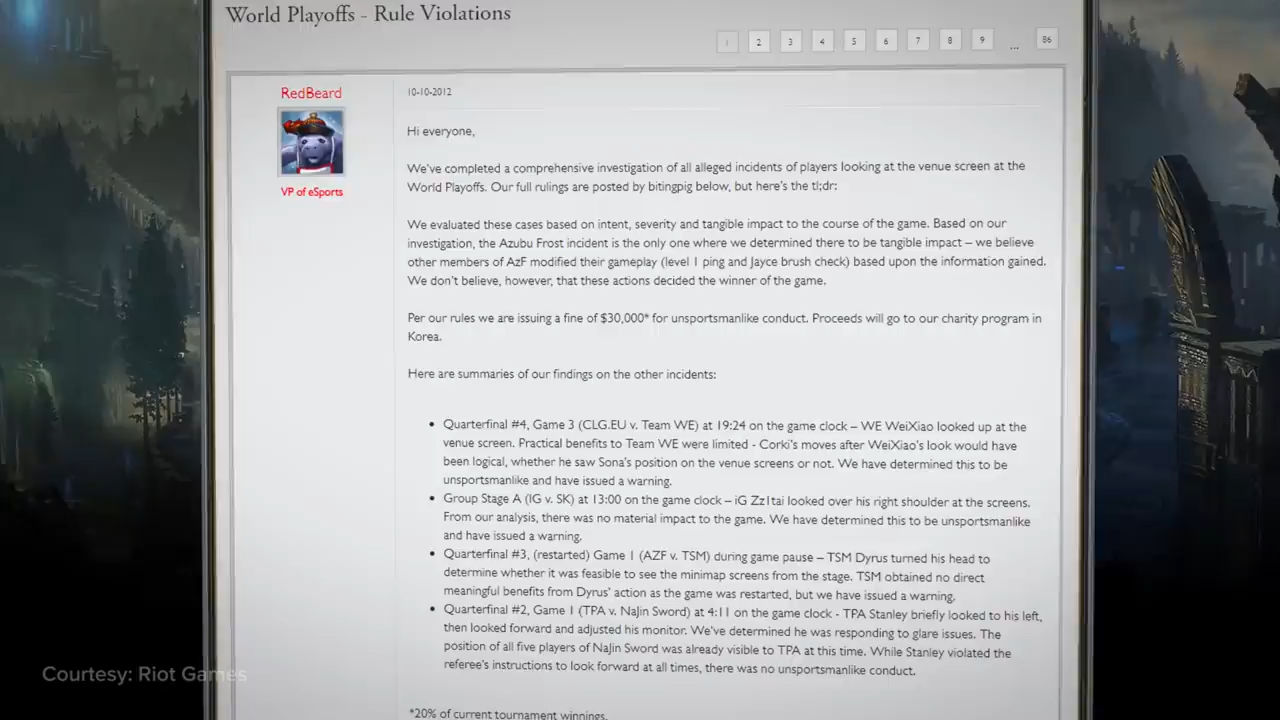 World Playoffs - Rule Violations
1 2 3 4 5 6 7 8 9 ... 86
RedBeard
10-10-2012
VP of eSports
Hi everyone,
We've completed a comprehensive investigation of all alleged incidents of players looking at the venue screen at the
World Playoffs. Our full rulings are posted by bitingpig below, but here's the tl;dr:
We evaluated these cases based on intent, severity and tangible impact to the course of the game. Based on our
investigation, the Azubu Frost incident is the only one where we determined there to be tangible impact – we believe
other members of AzF modified their gameplay (level 1 ping and Jayce brush check) based upon the information gained.
We don't believe, however, that these actions decided the winner of the game.
Per our rules we are issuing a fine of $30,000* for unsportsmanlike conduct. Proceeds will go to our charity program in
Korea.
Here are summaries of our findings on the other incidents:
• Quarterfinal #4, Game 3 (CLG.EU v. Team WE) at 19:24 on the game clock – WE WeiXiao looked up at the
venue screen. Practical benefits to Team WE were limited - Corki's moves after WeiXiao's look would have
been logical, whether he saw Sona's position on the venue screens or not. We have determined this to be
unsportsmanlike and have issued a warning.
• Group Stage A (IG v. SK) at 13:00 on the game clock – iG Zz1tai looked over his right shoulder at the screens.
From our analysis, there was no material impact to the game. We have determined this to be unsportsmanlike
and have issued a warning.
• Quarterfinal #3, (restarted) Game 1 (AZF v. TSM) during game pause – TSM Dyrus turned his head to
determine whether it was feasible to see the minimap screens from the stage. TSM obtained no direct
meaningful benefits from Dyrus' action as the game was restarted, but we have issued a warning.
• Quarterfinal #2, Game 1 (TPA v. NaJin Sword) at 4:11 on the game clock - TPA Stanley briefly looked to his left,
then looked forward and adjusted his monitor. We've determined he was responding to glare issues. The
position of all five players of NaJin Sword was already visible to TPA at this time. While Stanley violated the
referee's instructions to look forward at all times, there was no unsportsmanlike conduct.
*20% of current tournament winnings.
Courtesy: Riot Games